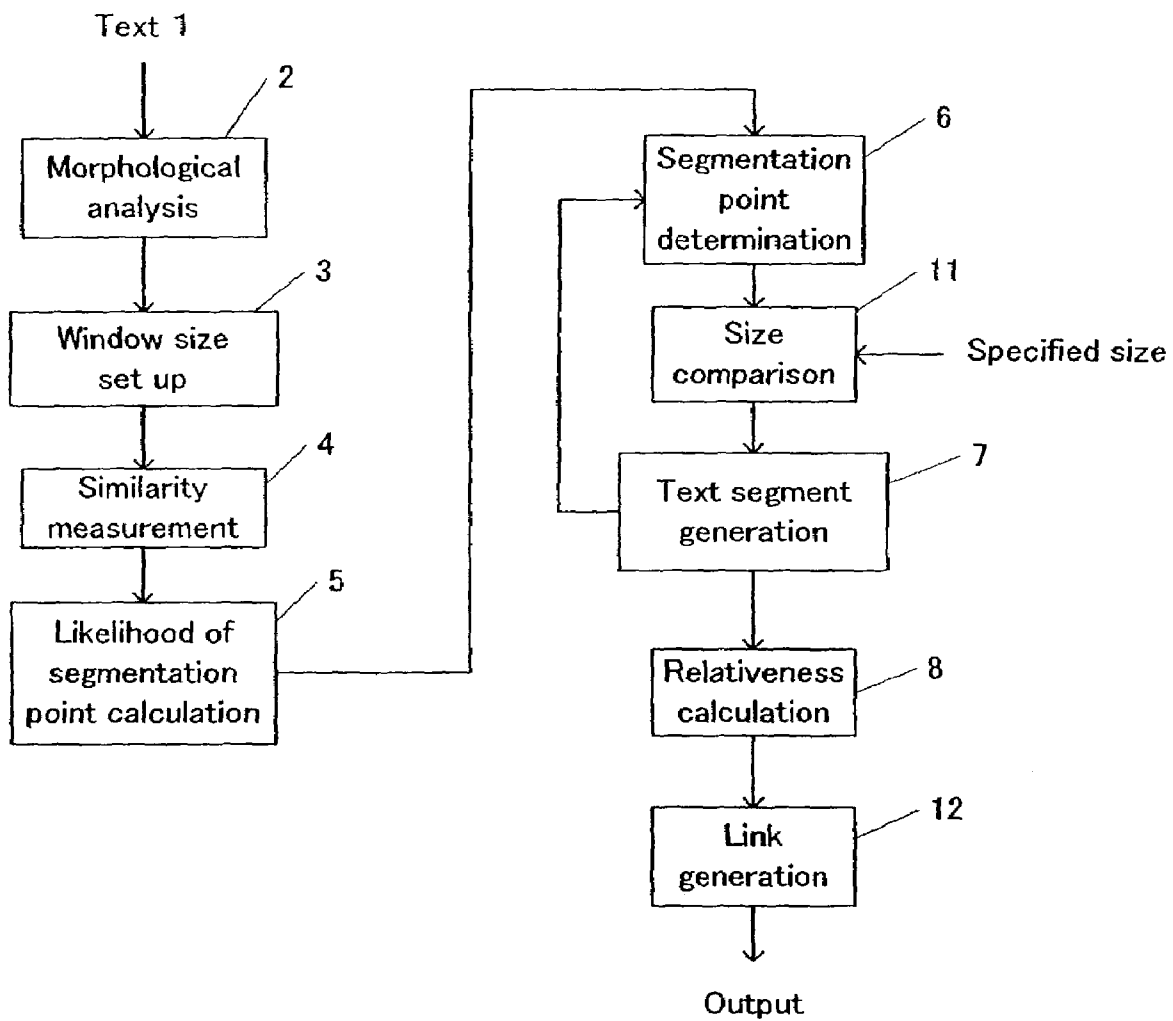 Text 1
2
Morphological
analysis
3
Window size
set up
4
Similarity
measurement
5
Likelihood of
segmentation
point calculation
6
Segmentation
point
determination
11
Size
comparison
Specified size
7
Text segment
generation
8
Relativeness
calculation
12
Link
generation
Output